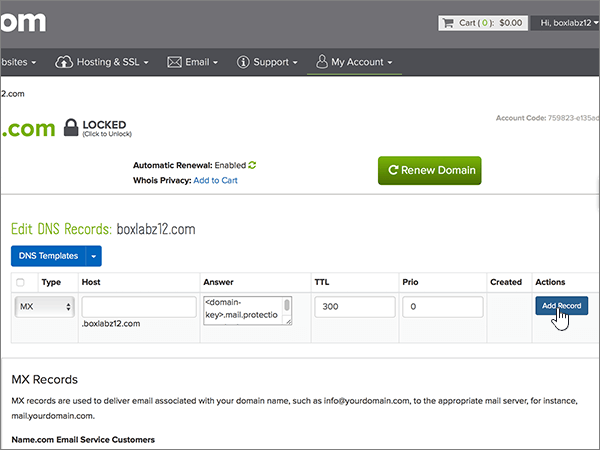 om
Cart ( 0 ): $0.00
Hi, boxlabz12
bsites
Hosting & SSL
Email
Support
My Account
12.com
.com
LOCKED
(Click to Unlock)
Account Code: 759823-e135ad
Automatic Renewal: Enabled
Whois Privacy: Add to Cart
Renew Domain
Edit DNS Records: boxlabz12.com
DNS Templates
Type Host Answer TTL Prio Created Actions
MX
<domain-
key>.mail.protectio
300
0
Add Record
.boxlabz12.com
MX Records
MX records are used to deliver email associated with your domain name, such as info@yourdomain.com, to the appropriate mail server, for instance,
mail.yourdomain.com.
Name.com Email Service Customers